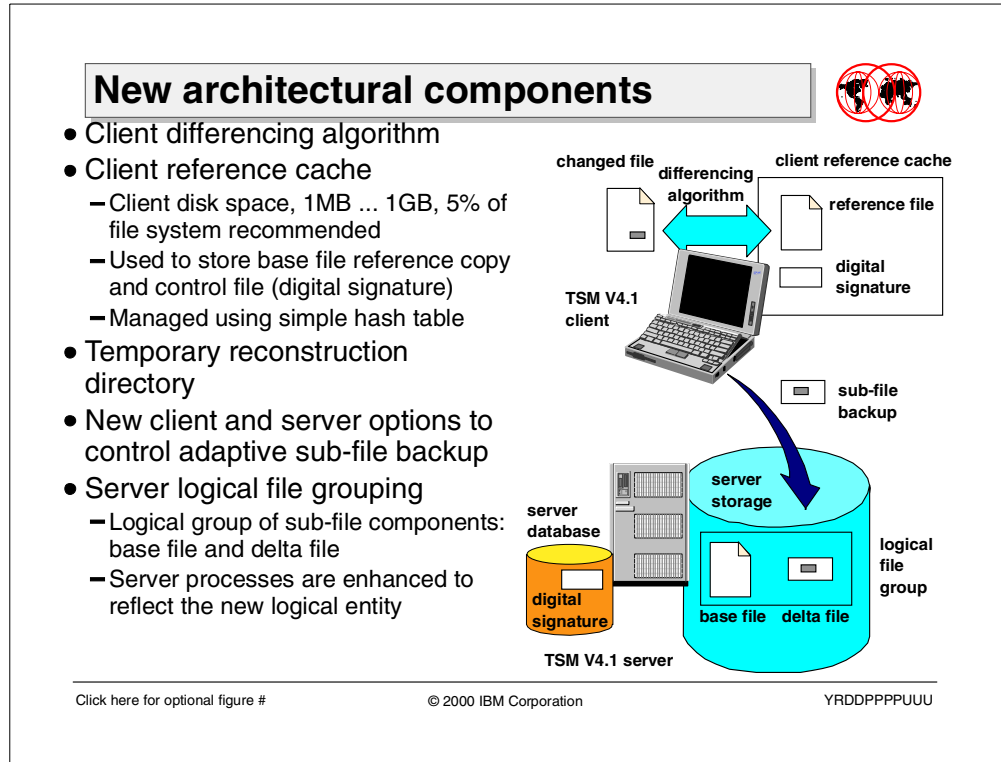 New architectural components
• Client differencing algorithm
• Client reference cache
– Client disk space, 1MB ... 1GB, 5% of
file system recommended
– Used to store base file reference copy
and control file (digital signature)
– Managed using simple hash table
• Temporary reconstruction
directory
• New client and server options to
control adaptive sub-file backup
• Server logical file grouping
– Logical group of sub-file components:
base file and delta file
– Server processes are enhanced to
reflect the new logical entity
changed file
differencing
algorithm
client reference cache
reference file
digital
signature
TSM V4.1
client
sub-file
backup
server
storage
server
database
digital
signature
logical
file
group
base file
delta file
TSM V4.1 server
Click here for optional figure #
© 2000 IBM Corporation
YRDDPPPPUUU